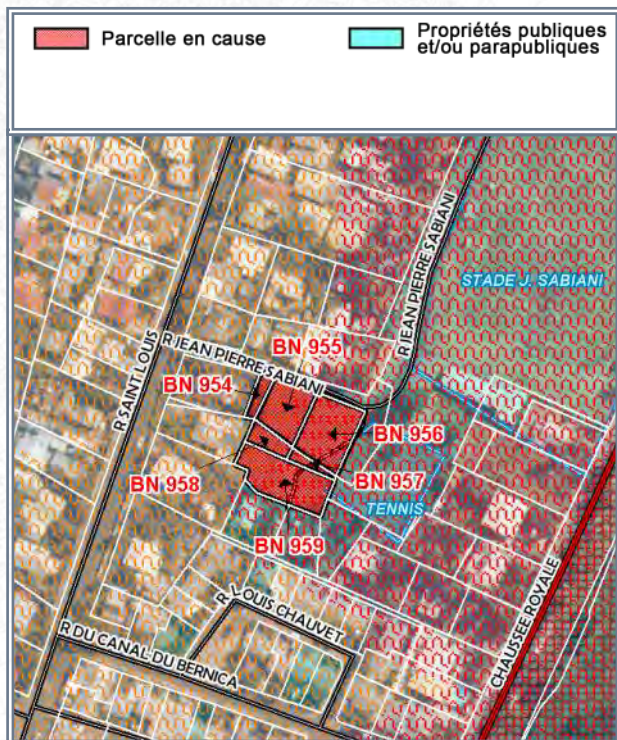 Parcelle en cause
Propriétés publiques
et/ou parapubliques
R JEAN PIERRE SABIANI
STADE J. SABIANI
R SAINT LOUIS
R JEAN PIERRE SABIANI
BN 955
BN 954
BN 956
BN 958
BN 957
TENNIS
BN 959
R LOUIS CHAUVET
R DU CANAL DU BERNICA
CHAUSSEE ROYALE